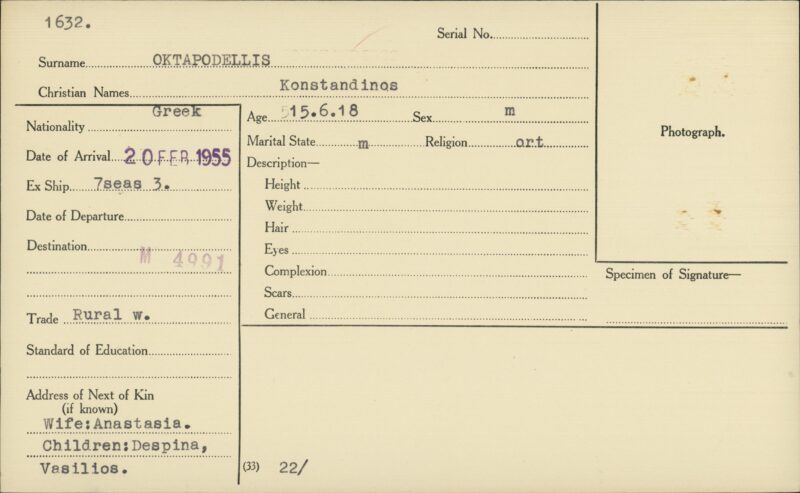 1632.
Serial No.
Surname OKTAPODELLIS
Christian Names Konstandinos
Nationality Greek
Age 15.6.18 Sex m
Date of Arrival 20 FEB 1955
Marital State m Religion ort
Photograph.
Ex Ship 7seas 3.
Description—
Height
Weight
Date of Departure
Hair
Destination M 4991
Eyes
Complexion
Specimen of Signature—
Scars
Trade Rural w.
General
Standard of Education
Address of Next of Kin
(if known)
Wife:Anastasia.
Children:Despina,
Vasilios.
(33) 22/